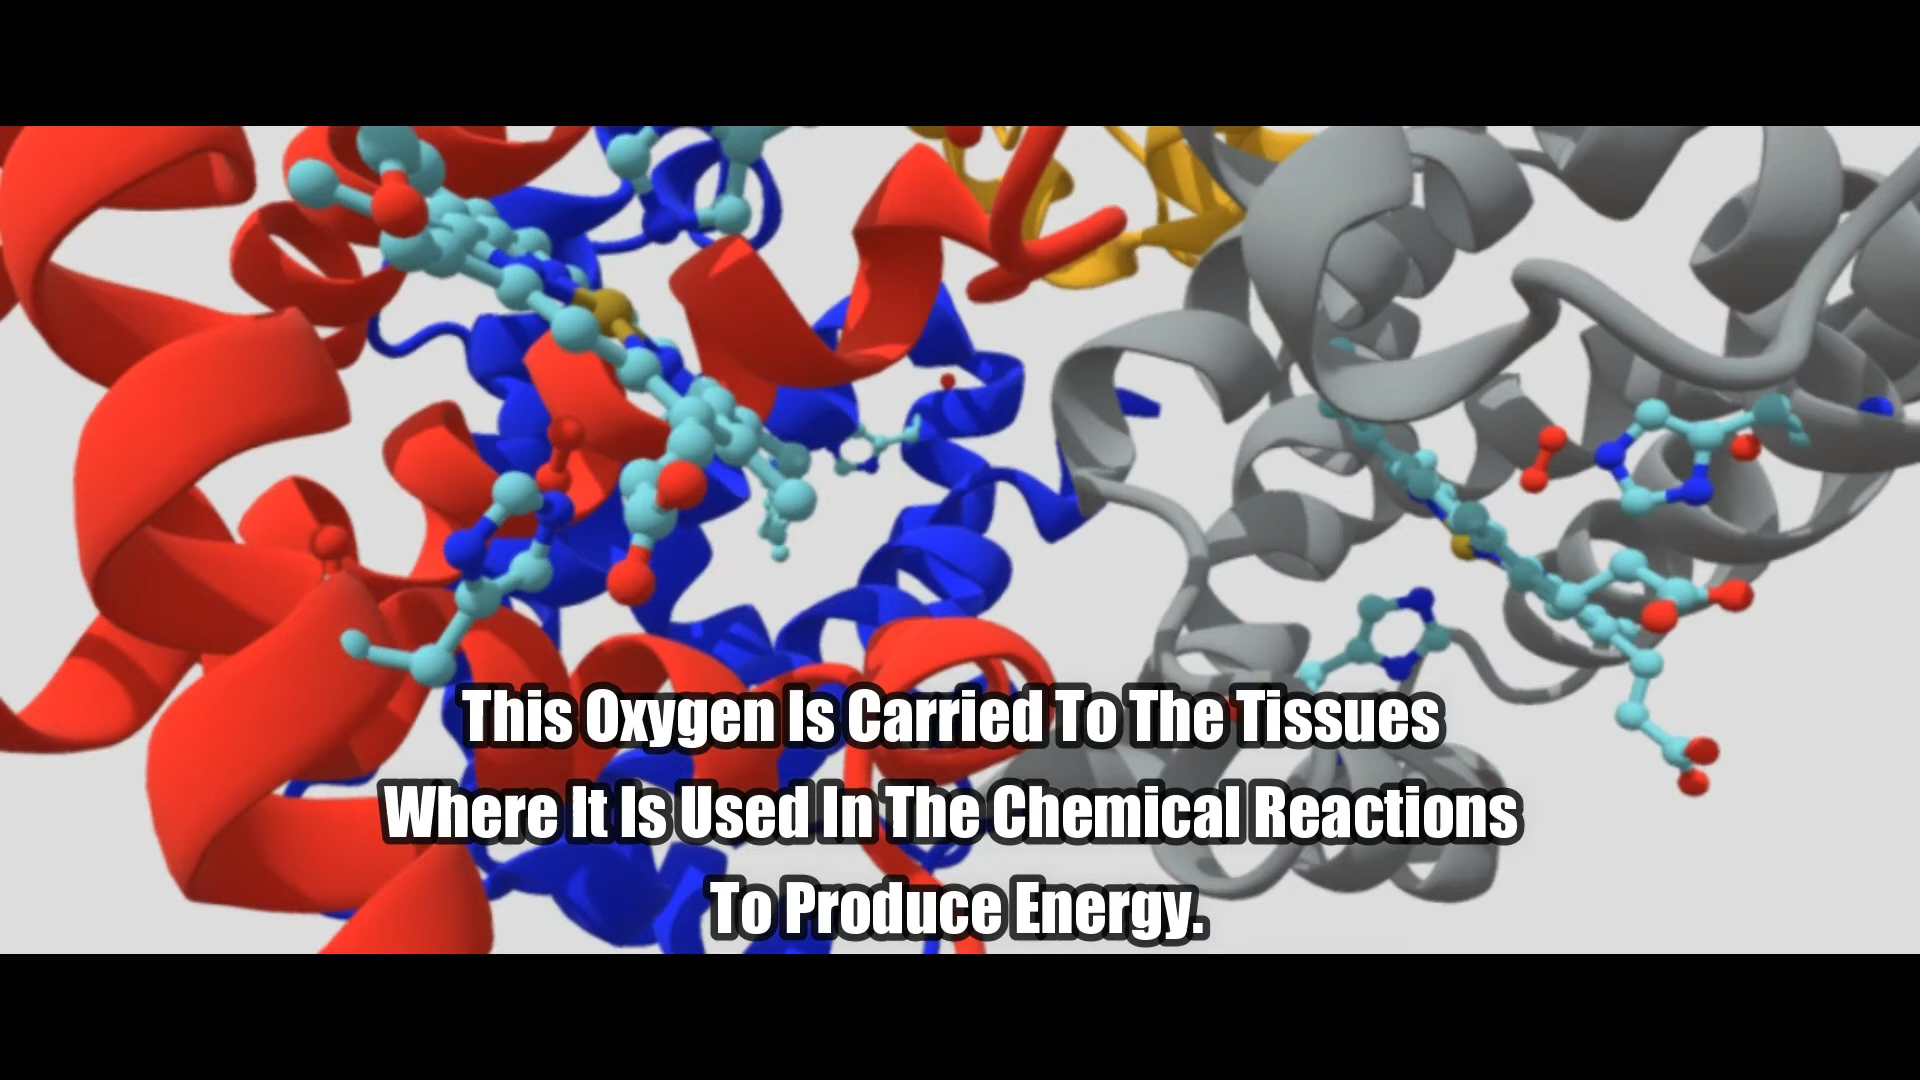 This Oxygen Is Carried To The Tissues
Where It Is Used In The Chemical Reactions
To Produce Energy.